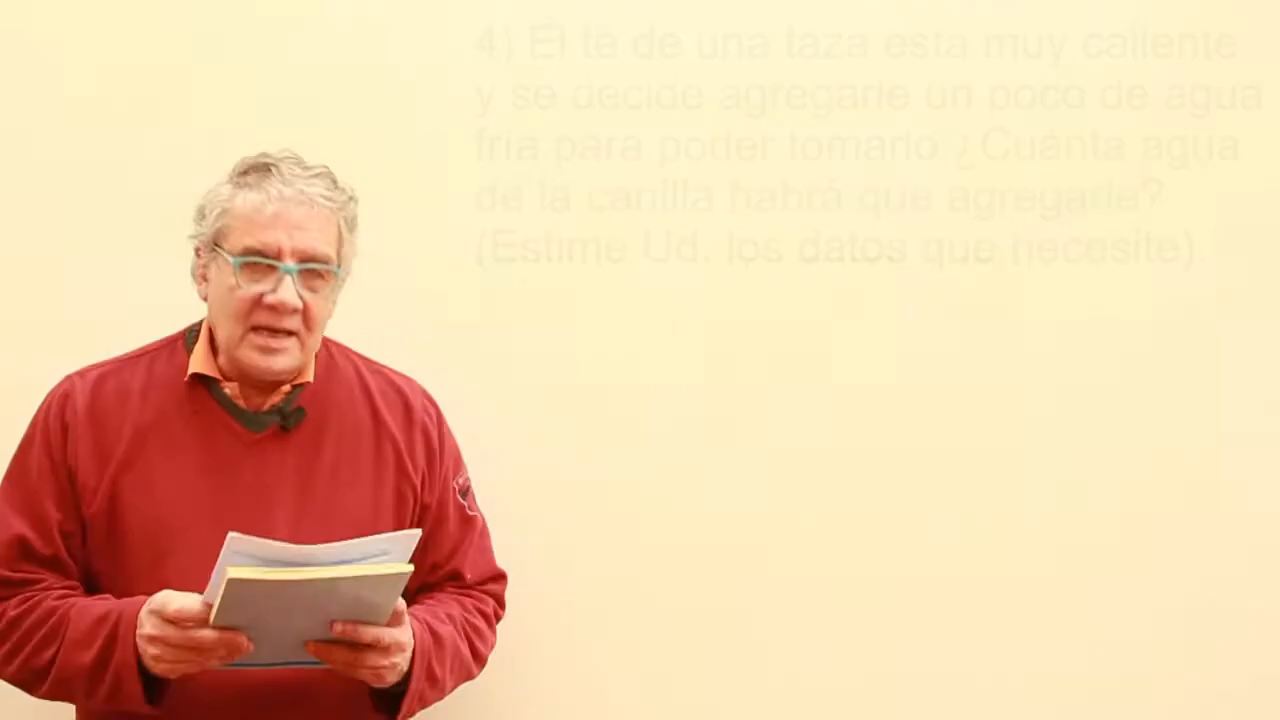 4) El té de una taza está muy caliente
y se decide agregarle un poco de agua
fría para poder tomarlo ¿Cuánta agua
de la canilla habrá que agregarle?
(Estime Ud. los datos que necesite).